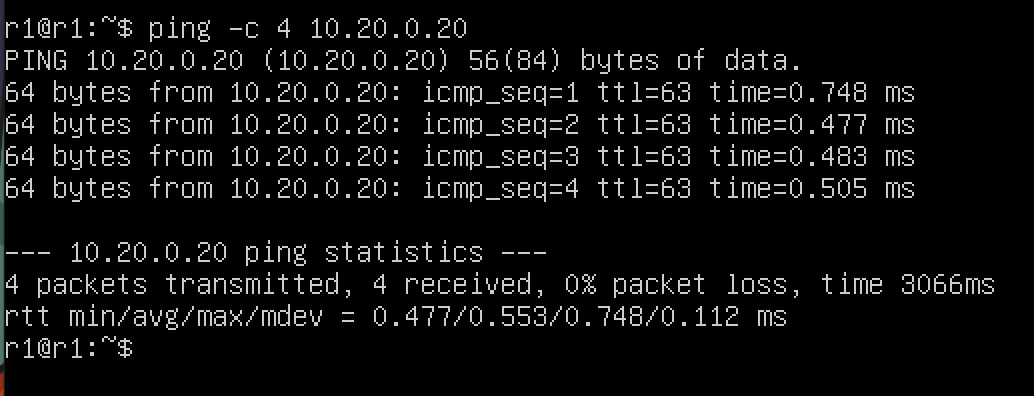 r1@r1:~$ ping -c 4 10.20.0.20
PING 10.20.0.20 (10.20.0.20) 56(84) bytes of data.
64 bytes from 10.20.0.20: icmp_seq=1 ttl=63 time=0.748 ms
64 bytes from 10.20.0.20: icmp_seq=2 ttl=63 time=0.477 ms
64 bytes from 10.20.0.20: icmp_seq=3 ttl=63 time=0.483 ms
64 bytes from 10.20.0.20: icmp_seq=4 ttl=63 time=0.505 ms

--- 10.20.0.20 ping statistics ---
4 packets transmitted, 4 received, 0% packet loss, time 3066ms
rtt min/avg/max/mdev = 0.477/0.553/0.748/0.112 ms
r1@r1:~$